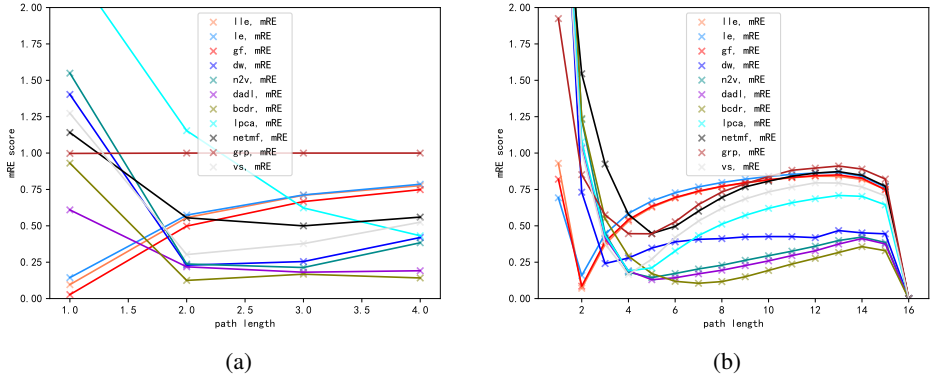 2.00
1.75
1.50
1.25
1.00
0.75
0.50
0.25
0.00
mRE score
1.0
1.5
2.0
2.5
3.0
3.5
4.0
path length
lle, mRE
le, mRE
gf, mRE
dw, mRE
n2v, mRE
dadl, mRE
bcdr, mRE
lpca, mRE
netmf, mRE
grp, mRE
vs, mRE
(a)
2.00
1.75
1.50
1.25
1.00
0.75
0.50
0.25
0.00
mRE score
2
4
6
8
10
12
14
16
path length
lle, mRE
le, mRE
gf, mRE
dw, mRE
n2v, mRE
dadl, mRE
bcdr, mRE
lpca, mRE
netmf, mRE
grp, mRE
vs, mRE
(b)